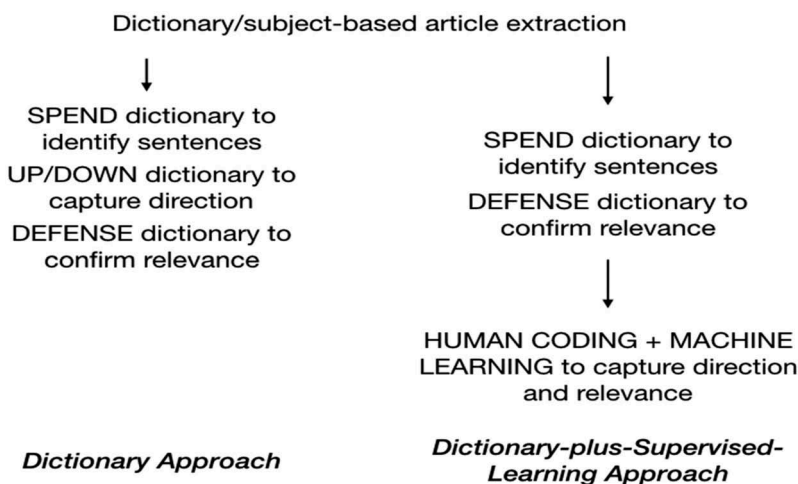 Dictionary/subject-based article extraction
SPEND dictionary to
identify sentences
UP/DOWN dictionary to
capture direction
DEFENSE dictionary to
confirm relevance
SPEND dictionary to
identify sentences
DEFENSE dictionary to
confirm relevance
HUMAN CODING + MACHINE
LEARNING to capture direction
and relevance
Dictionary Approach
Dictionary-plus-Supervised-
Learning Approach